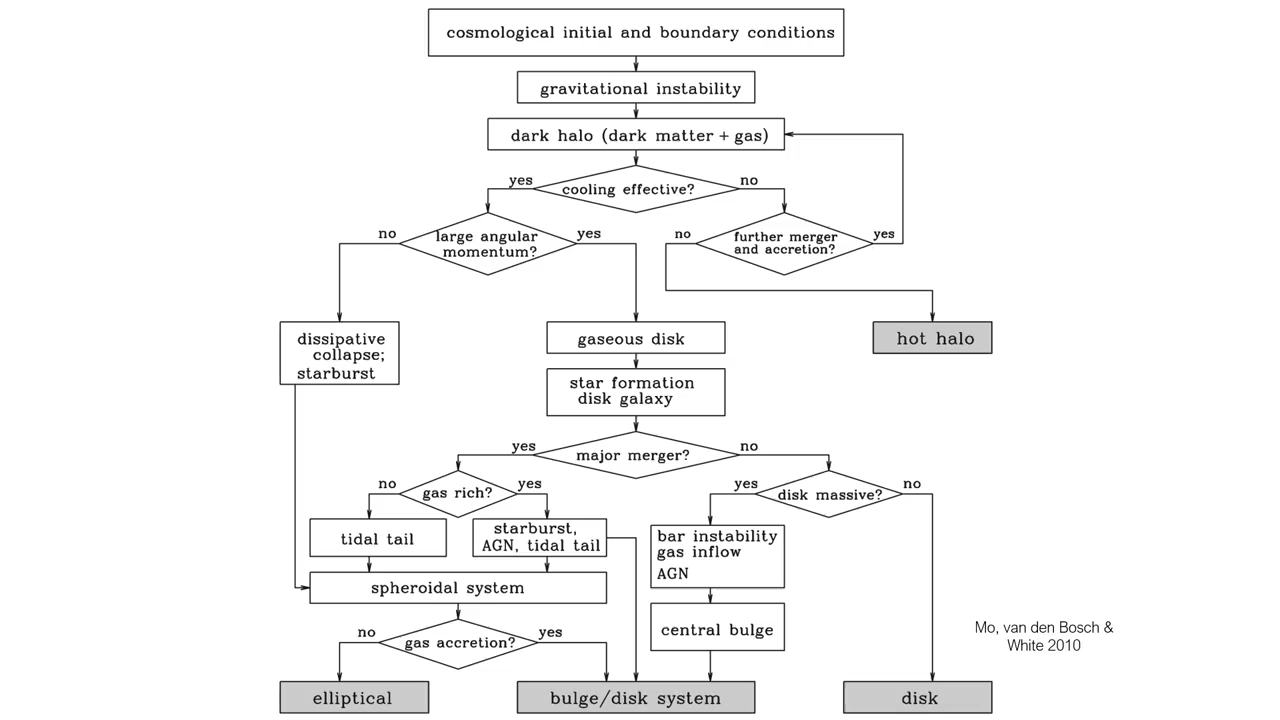 cosmological initial and boundary conditions
gravitational instability
dark halo (dark matter + gas)
yes
no
cooling effective?
no
large angular
momentum?
yes
no
further merger
and accretion?
yes
dissipative
collapse;
starburst
gaseous disk
hot halo
star formation
disk galaxy
yes
major merger?
no
no
gas rich?
yes
yes
disk massive?
no
tidal tail
starburst,
AGN, tidal tail
bar instability
gas inflow
AGN
spheroidal system
central bulge
Mo, van den Bosch &
White 2010
no
gas accretion?
yes
elliptical
bulge/disk system
disk